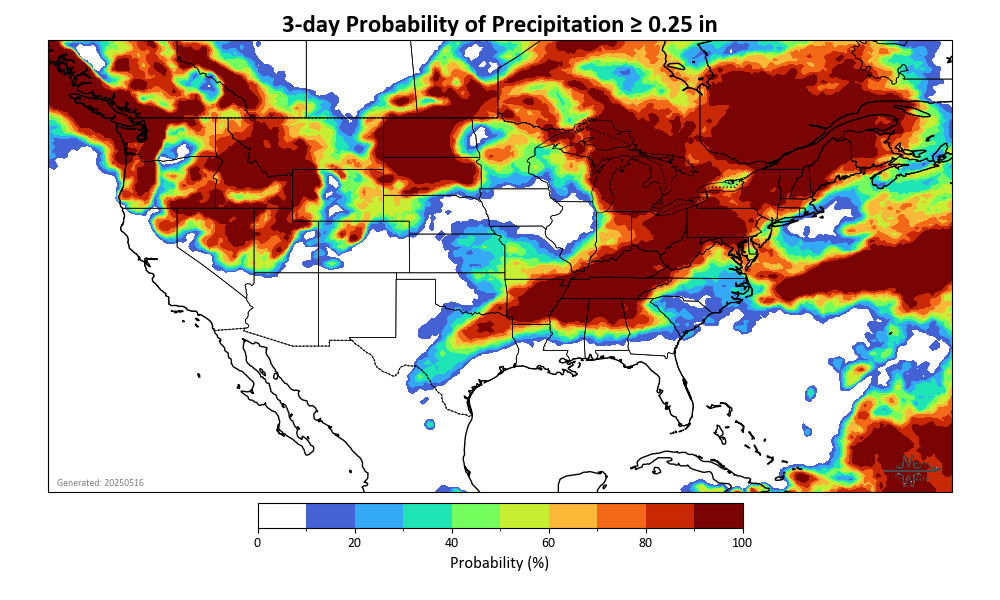 3-day Probability of Precipitation ≥ 0.25 in
Generated: 20250516
0 20 40 60 80 100
Probability (%)